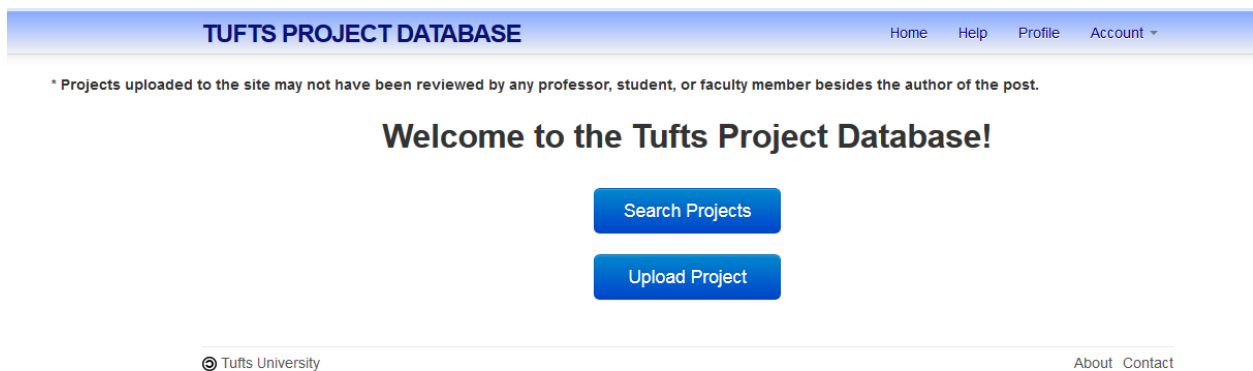 TUFTS PROJECT DATABASE Home Help Profile Account
* Projects uploaded to the site may not have been reviewed by any professor, student, or faculty member besides the author of the post.
Welcome to the Tufts Project Database!
Search Projects
Upload Project
Tufts University About Contact